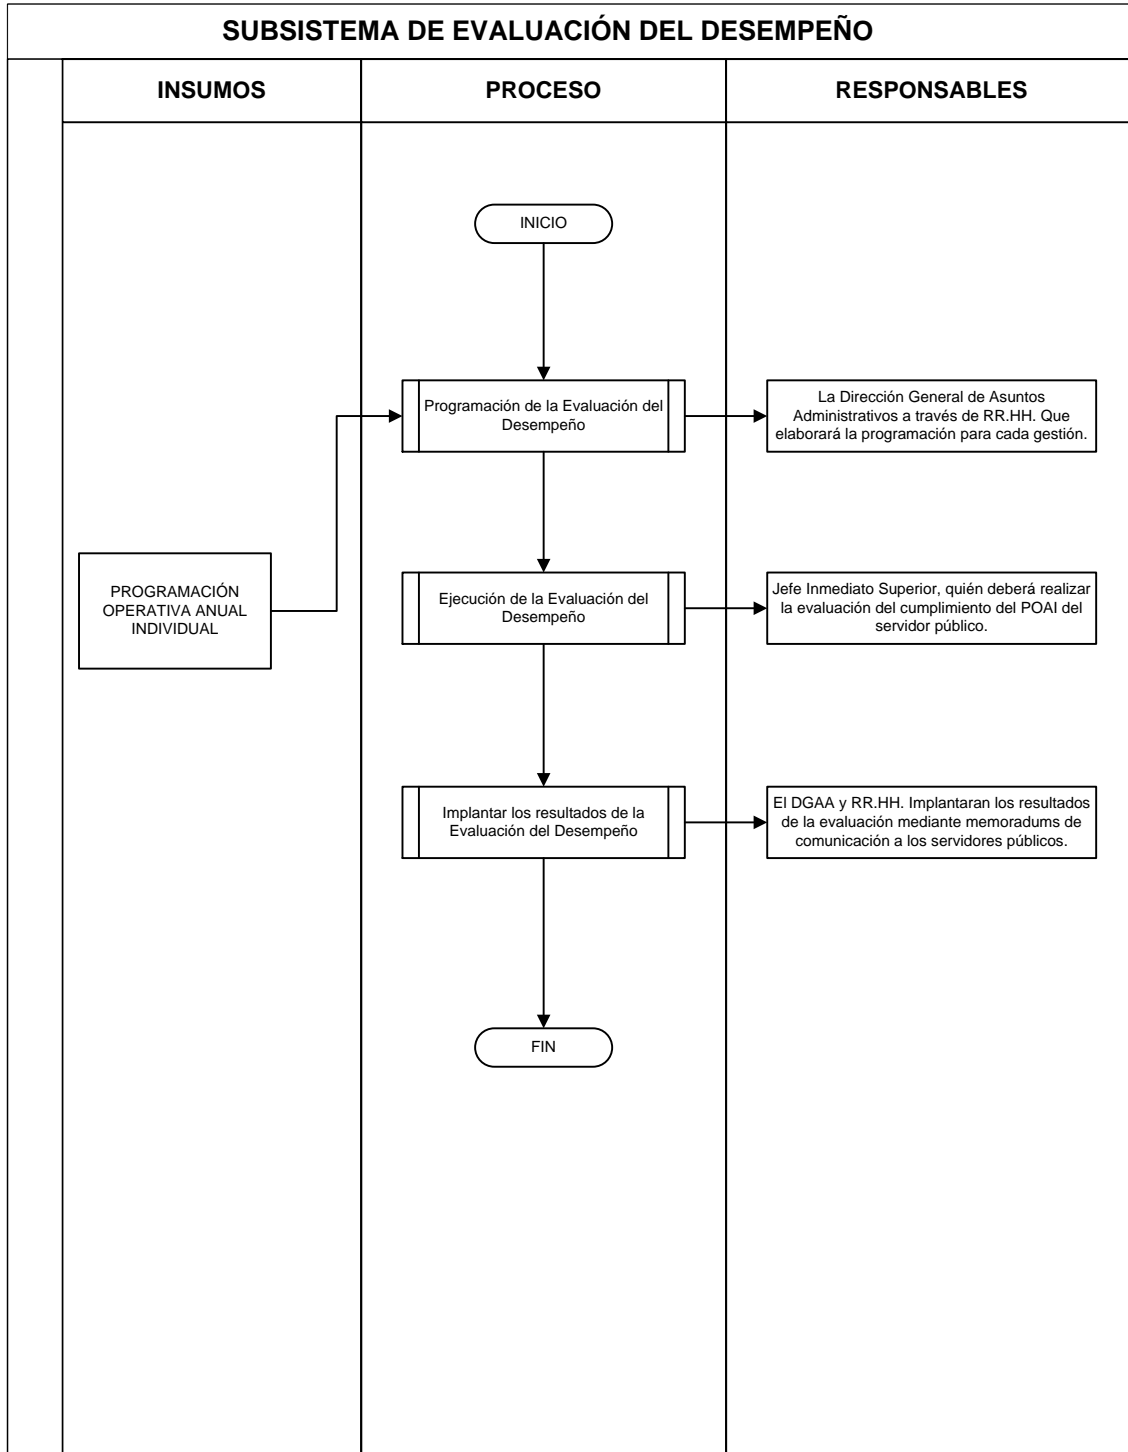 SUBSISTEMA DE EVALUACIÓN DEL DESEMPEÑO
INSUMOS
PROCESO
RESPONSABLES
INICIO
Programación de la Evaluación del
Desempeño
La Dirección General de Asuntos
Administrativos a través de RR.HH. Que
elaborará la programación para cada gestión.
PROGRAMACIÓN
OPERATIVA ANUAL
INDIVIDUAL
Ejecución de la Evaluación del
Desempeño
Jefe Inmediato Superior, quién deberá realizar
la evaluación del cumplimiento del POAI del
servidor público.
Implantar los resultados de la
Evaluación del Desempeño
El DGAA y RR.HH. Implantaran los resultados
de la evaluación mediante memoradums de
comunicación a los servidores públicos.
FIN